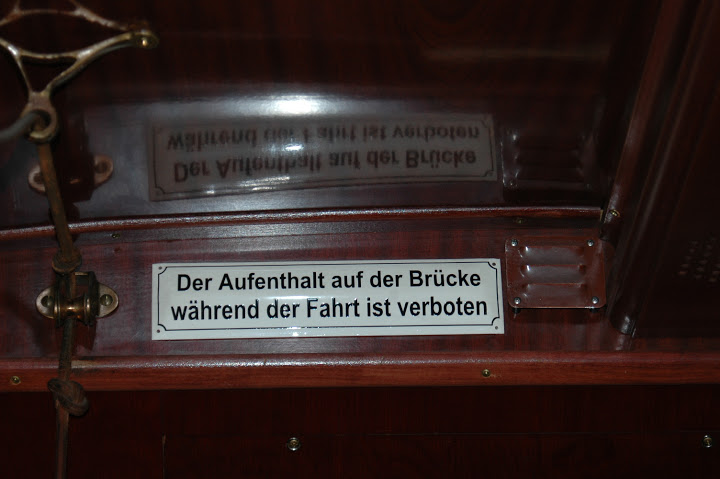 Der Aufenthalt auf der Brücke
während der Fahrt ist verboten